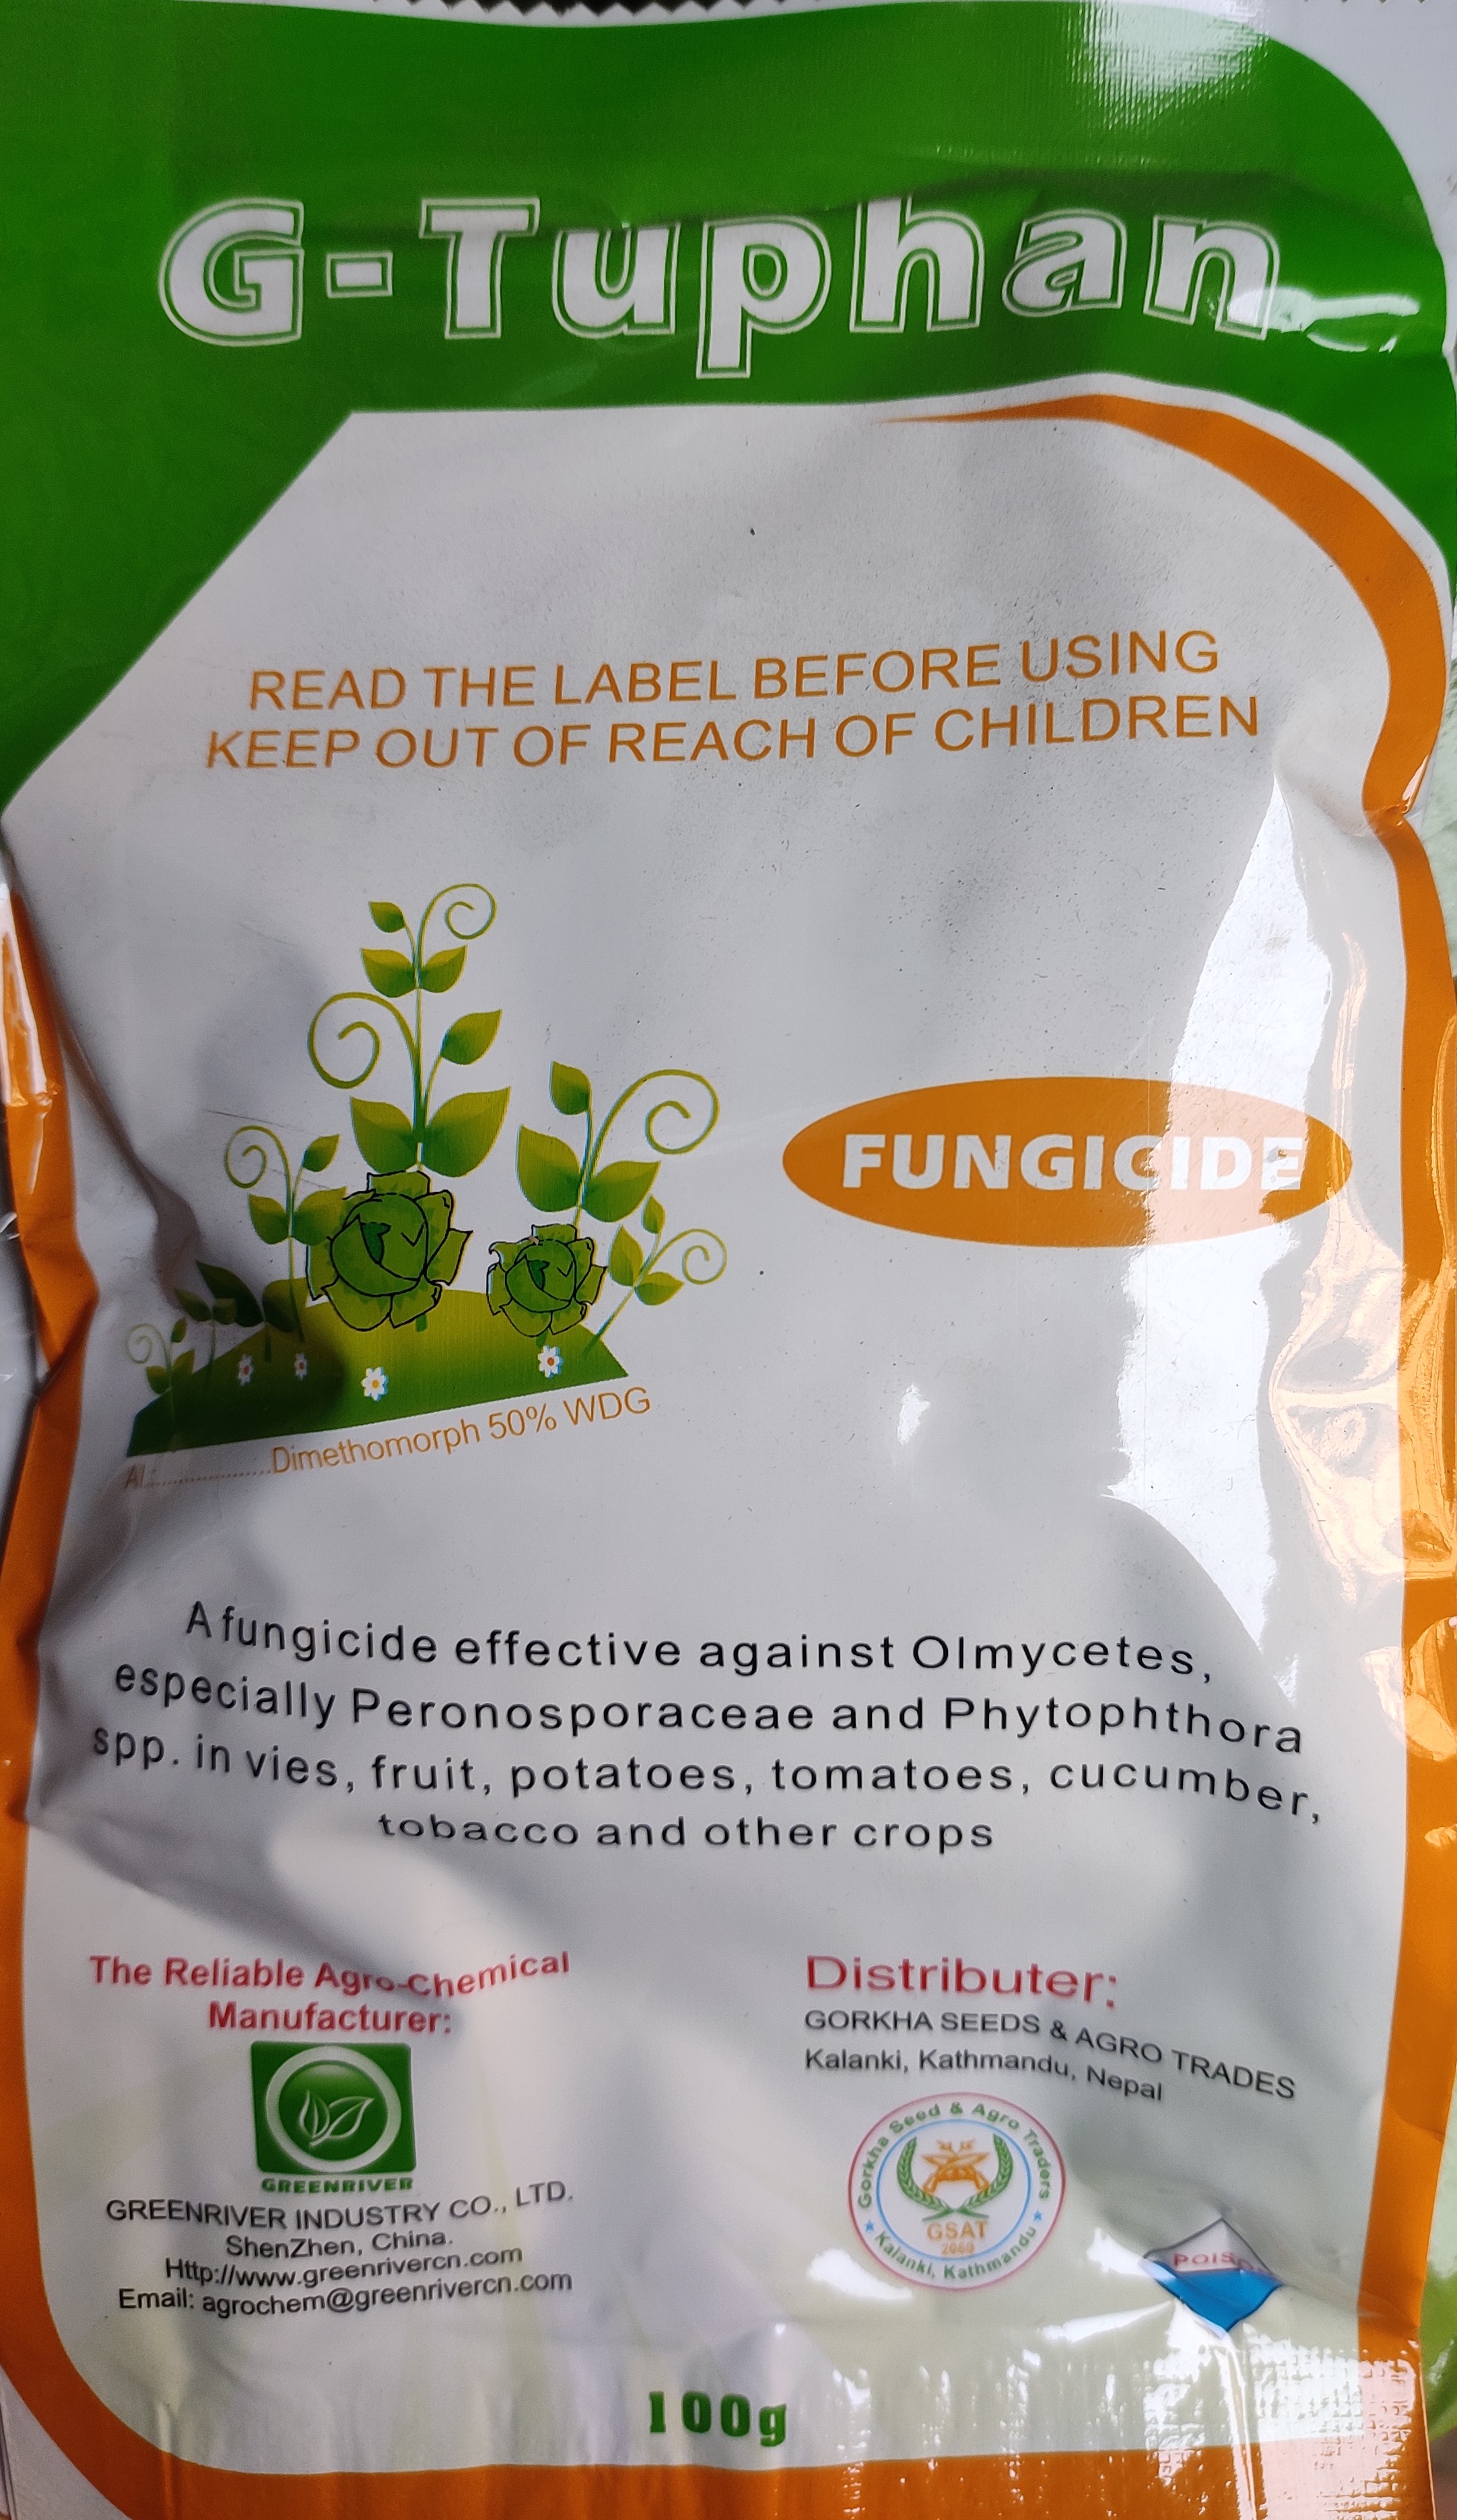 G-Tuphan
READ THE LABEL BEFORE USING
KEEP OUT OF REACH OF CHILDREN
FUNGICIDE
AI:..................Dimethomorph 50% WDG
A fungicide effective against Olmycetes,
especially Peronosporaceae and Phytophthora
spp. in vies, fruit, potatoes, tomatoes, cucumber,
tobacco and other crops
The Reliable Agro-Chemical
Manufacturer:
GREENRIVER
GREENRIVER INDUSTRY CO., LTD.
ShenZhen, China.
Http://www.greenrivercn.com
Email: agrochem@greenrivercn.com
Distributer:
GORKHA SEEDS & AGRO TRADES
Kalanki, Kathmandu, Nepal
Gorkha Seed & Agro Traders
GSAT
2060
Kalanki, Kathmandu
100g